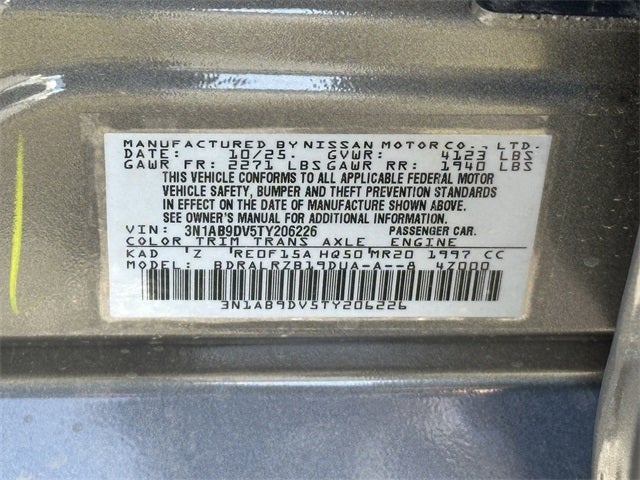 MANUFACTURED BY NISSAN MOTOR CO., LTD.
DATE: 10/25. GVWR: 4123 LBS
GAWR FR: 2271 LBS GAWR RR: 1940 LBS
THIS VEHICLE CONFORMS TO ALL APPLICABLE FEDERAL MOTOR
VEHICLE SAFETY, BUMPER AND THEFT PREVENTION STANDARDS
IN EFFECT ON THE DATE OF MANUFACTURE SHOWN ABOVE.
SEE OWNER'S MANUAL FOR ADDITIONAL INFORMATION.
VIN: 3N1AB9DV5TY206226 PASSENGER CAR.
COLOR TRIM TRANS AXLE ENGINE
KAD 'Z 'RE0F15A HQ50 MR20 1997 CC
MODEL: BDRALRZB19DUA-A--8 4Z000
3N1AB9DV5TY206226